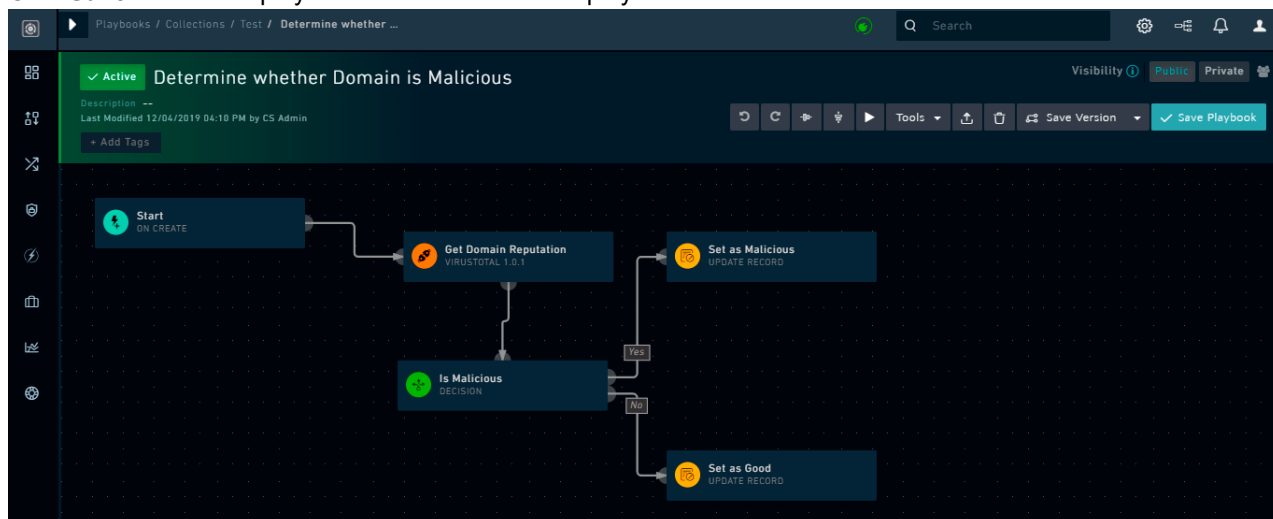 Playbooks / Collections / Test / Determine whether ...
Search
Active Determine whether Domain is Malicious
Visibility Public Private
Description --
Last Modified 12/04/2019 04:10 PM by CS Admin
Tools Save Version Save Playbook
+ Add Tags
Start
ON CREATE
Get Domain Reputation
VIRUSTOTAL 1.0.1
Set as Malicious
UPDATE RECORD
Yes
Is Malicious
DECISION
No
Set as Good
UPDATE RECORD